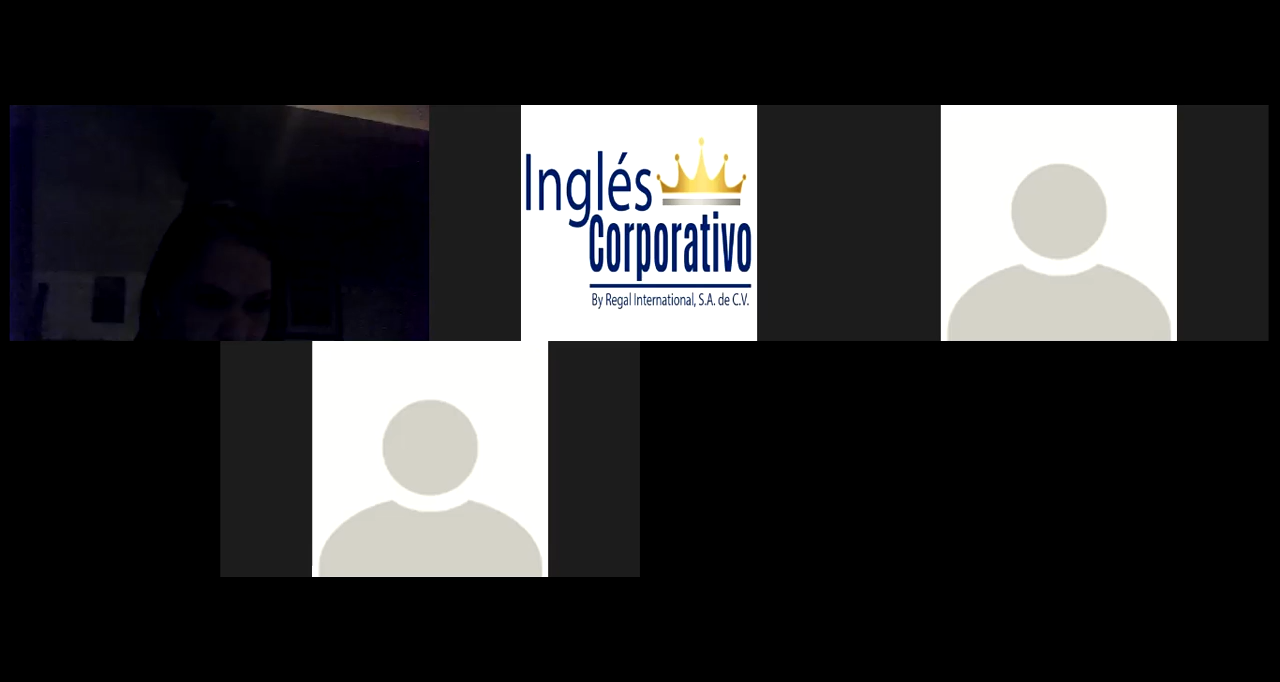 Inglés
Corporativo
By Regal International, S.A. de C.V.